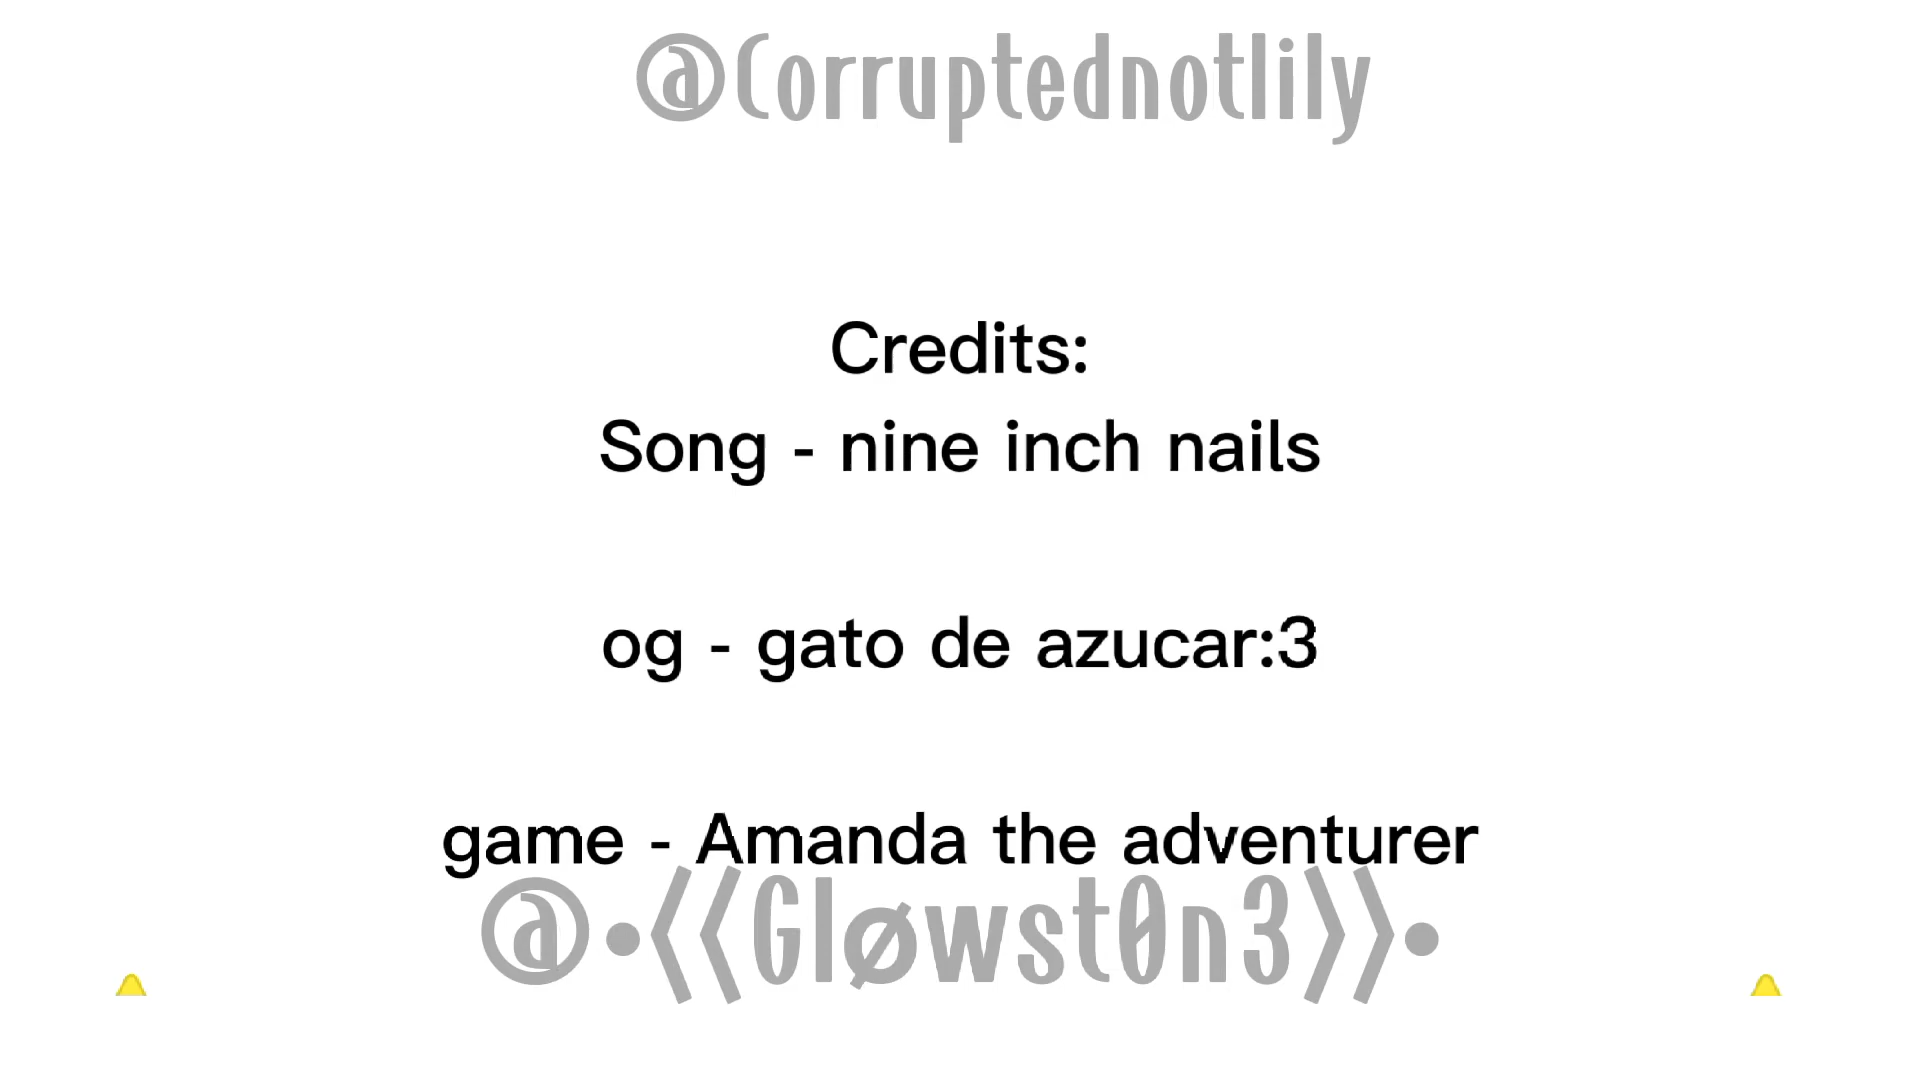 @Corruptednotlily
Credits:
Song - nine inch nails
og - gato de azucar:3
game - Amanda the adventurer
@•⟨⟨Gløwst0n3⟩⟩•